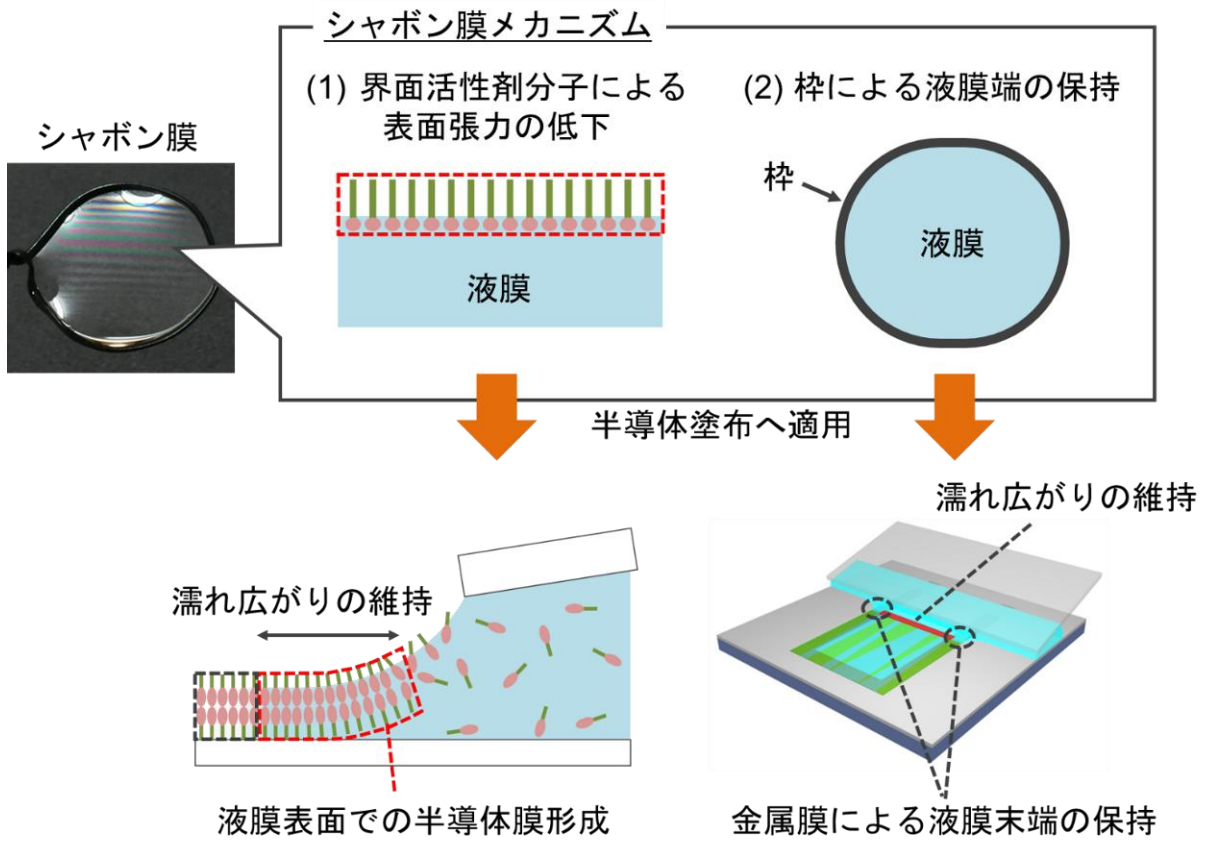 シャボン膜メカニズム
(1) 界面活性剤分子による
表面張力の低下
(2) 枠による液膜端の保持
シャボン膜
枠
液膜
液膜
半導体塗布へ適用
濡れ広がりの維持
濡れ広がりの維持
液膜表面での半導体膜形成
金属膜による液膜末端の保持